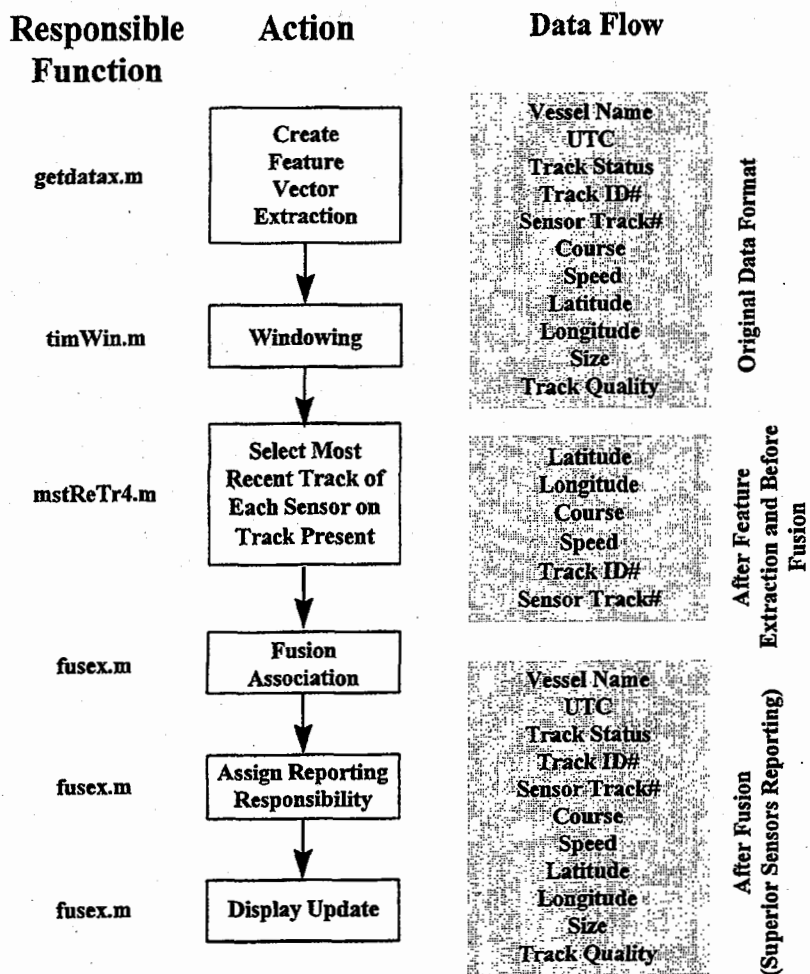 Responsible
Function
Action
Data Flow
getdatax.m
Create
Feature
Vector
Extraction
Vessel Name
UTC
Track Status
Track ID#
Sensor Track#
Course
Speed
Latitude
Longitude
Size
Track Quality
Original Data Format
timWin.m
Windowing
mstReTr4.m
Select Most
Recent Track of
Each Sensor on
Track Present
Latitude
Longitude
Course
Speed
Track ID#
Sensor Track#
After Feature
Extraction and Before
Fusion
fusex.m
Fusion
Association
fusex.m
Assign Reporting
Responsibility
fusex.m
Display Update
Vessel Name
UTC
Track Status
Track ID#
Sensor Track#
Course
Speed
Latitude
Longitude
Size
Track Quality
After Fusion
(Superior Sensors Reporting)